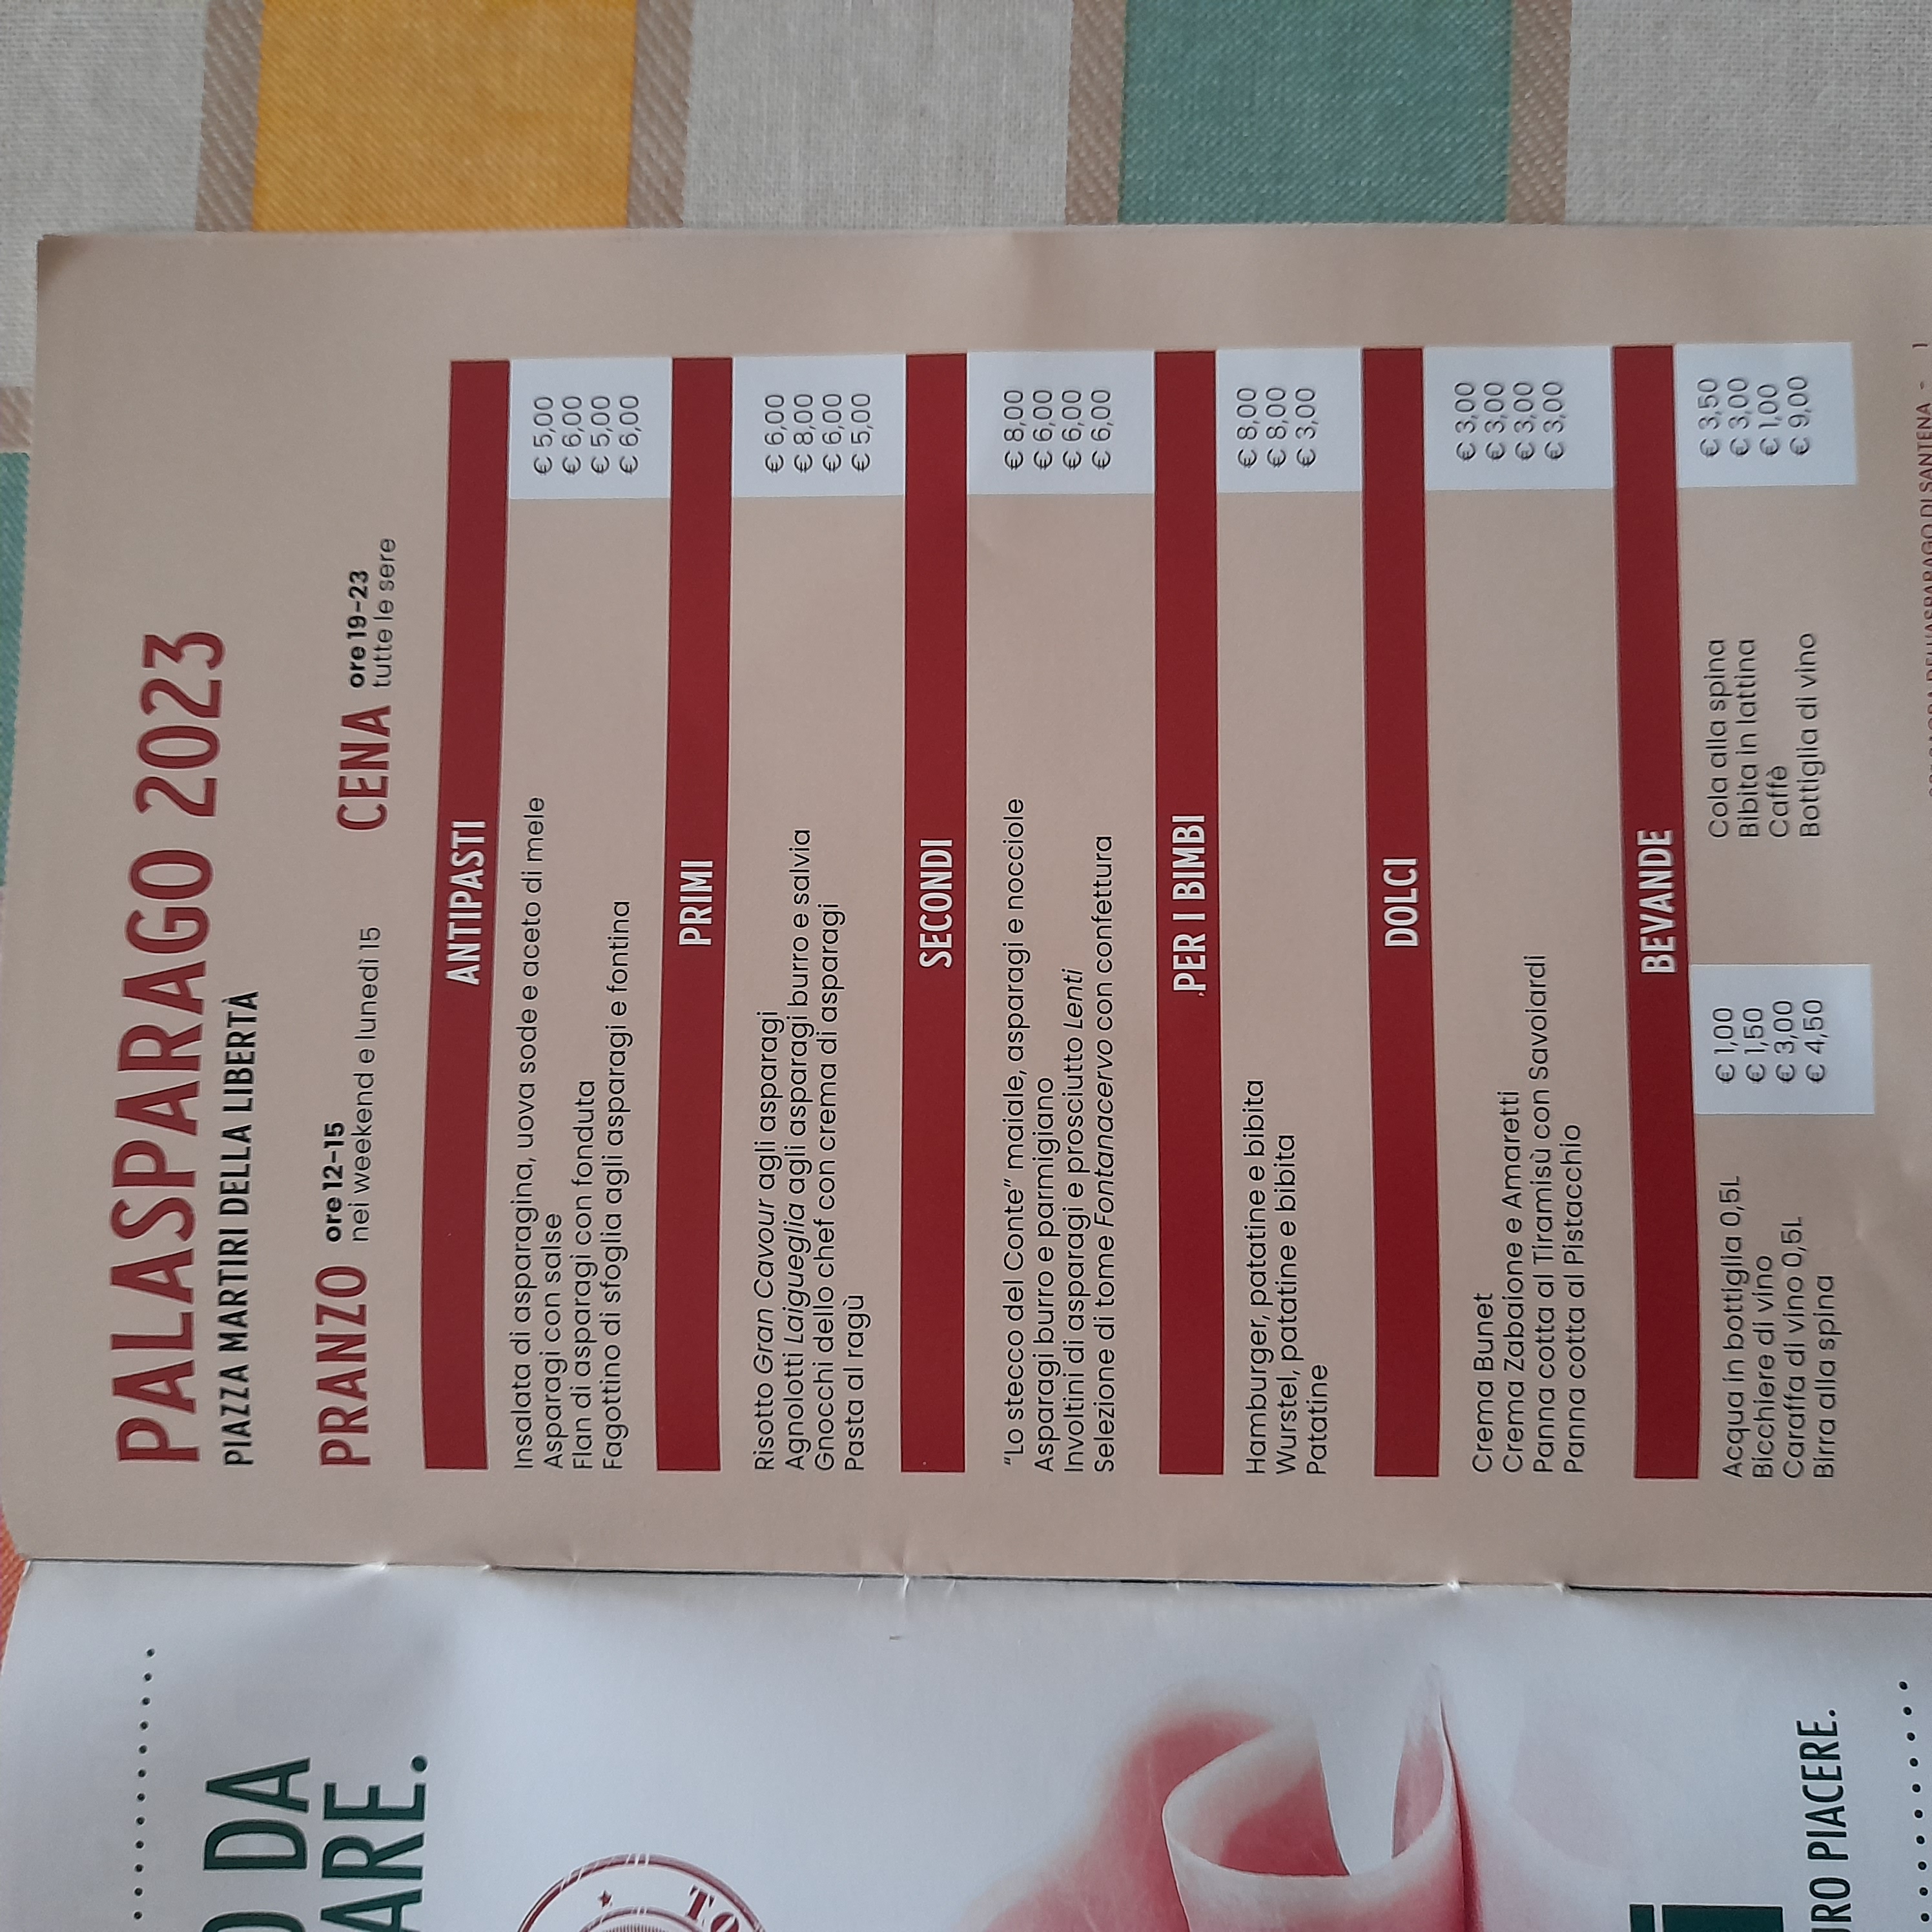 PALASPARAGO 2023
PIAZZA MARTIRI DELLA LIBERTÀ
PRANZO ore 12-15
nei weekend e lunedì 15
CENA ore 19-23
tutte le sere
ANTIPASTI
Insalata di asparagina, uova sode e aceto di mele € 5,00
Asparagi con salse € 6,00
Flan di asparagi con fonduta € 5,00
Fagottino di sfoglia agli asparagi e fontina € 6,00
PRIMI
Risotto Gran Cavour agli asparagi € 6,00
Agnolotti Laigueglia agli asparagi burro e salvia € 8,00
Gnocchi dello chef con crema di asparagi € 6,00
Pasta al ragù € 5,00
SECONDI
"Lo stecco del Conte" maiale, asparagi e nocciole € 8,00
Asparagi burro e parmigiano € 6,00
Involtini di asparagi e prosciutto Lenti € 6,00
Selezione di tome Fontanacervo con confettura € 6,00
PER I BIMBI
Hamburger, patatine e bibita € 8,00
Wurstel, patatine e bibita € 8,00
Patatine € 3,00
DOLCI
Crema Bunet € 3,00
Crema Zabaione e Amaretti € 3,00
Panna cotta al Tiramisù con Savoiardi € 3,00
Panna cotta al Pistacchio € 3,00
BEVANDE
Acqua in bottiglia 0,5L € 1,00 Cola alla spina € 3,50
Bicchiere di vino € 1,50 Bibita in lattina € 3,00
Caraffa di vino 0,5L € 3,00 Caffè € 1,00
Birra alla spina € 4,50 Bottiglia di vino € 9,00
DELL'ASPARAGO DI SANTENA -
DA
ARE.
TO
PIACERE.